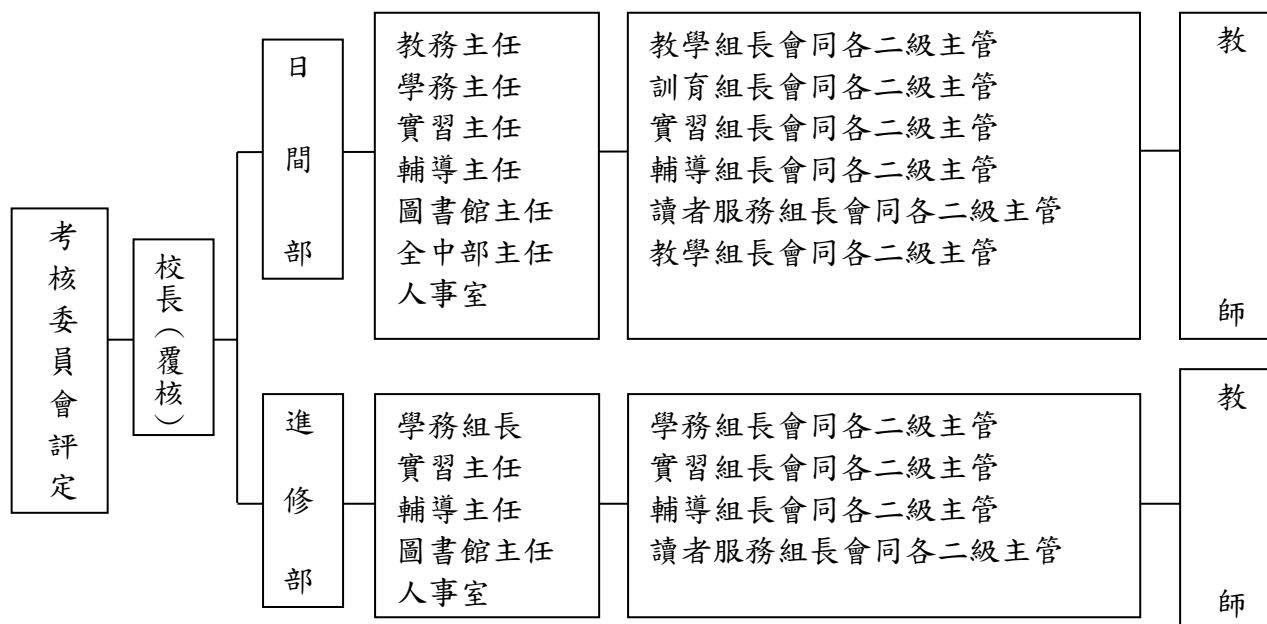 考核委員會評定
校長（覆核）
日間部
教務主任
學務主任
實習主任
輔導主任
圖書館主任
全中部主任
人事室
教學組長會同各二級主管
訓育組長會同各二級主管
實習組長會同各二級主管
輔導組長會同各二級主管
讀者服務組長會同各二級主管
教學組長會同各二級主管
教師
進修部
學務組長
實習主任
輔導主任
圖書館主任
人事室
學務組長會同各二級主管
實習組長會同各二級主管
輔導組長會同各二級主管
讀者服務組長會同各二級主管
教師